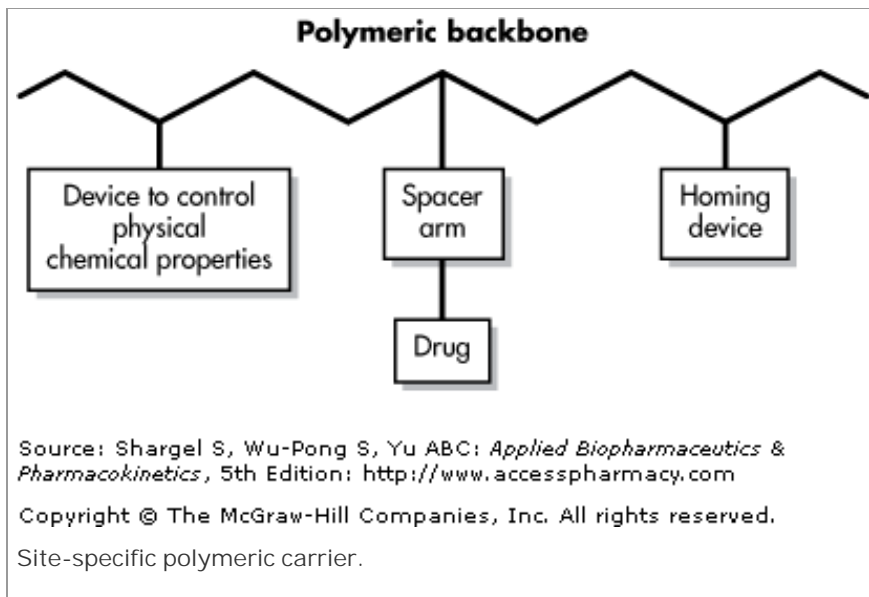 Polymeric backbone
Device to control
physical
chemical properties
Spacer
arm
Homing
device
Drug
Source: Shargel S, Wu-Pong S, Yu ABC: Applied Biopharmaceutics &
Pharmacokinetics, 5th Edition: http://www.accesspharmacy.com
Copyright © The McGraw-Hill Companies, Inc. All rights reserved.
Site-specific polymeric carrier.